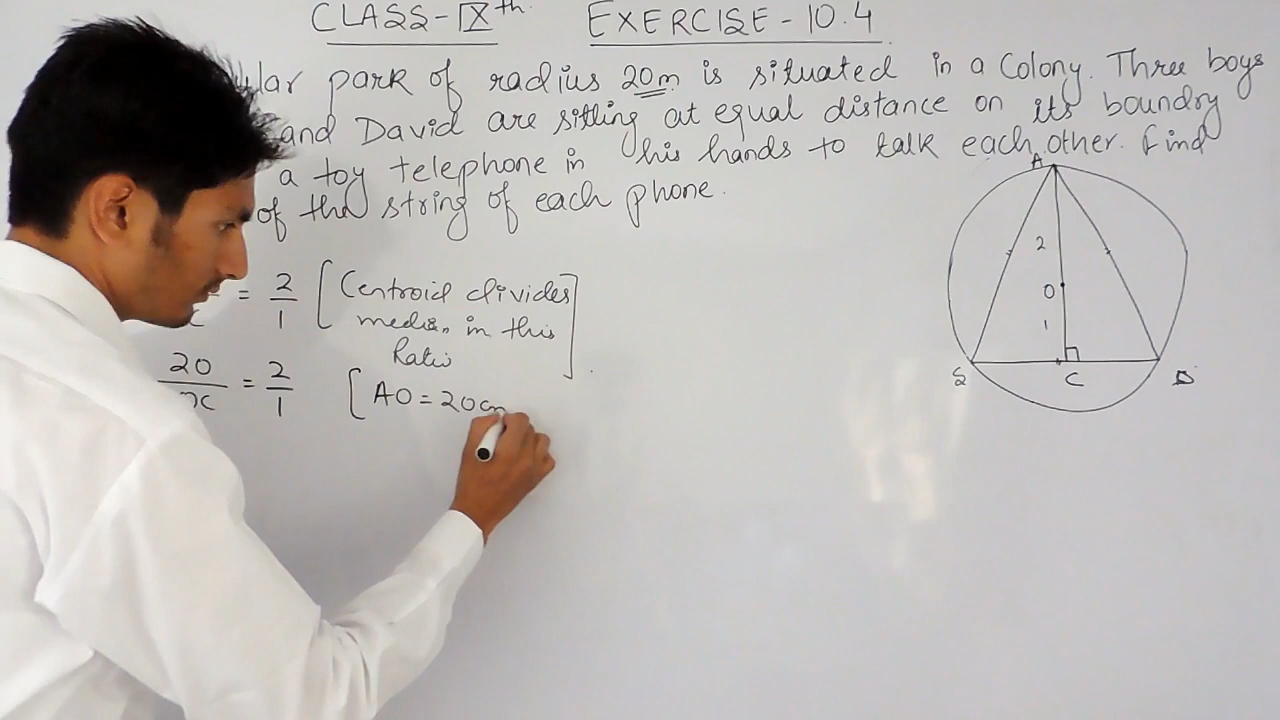 CLASS-IXth. EXERCISE-10.4
lar park of radius 20m is situated in a Colony. Three boys
and David are sitting at equal distance on its boundry
a toy telephone in his hands to talk each other. Find
of the string of each phone.
= 2/1 [Centroid divides
median in this
Ratio]
20 = 2/1 [AO = 20cm
A
2
O
1
S C D